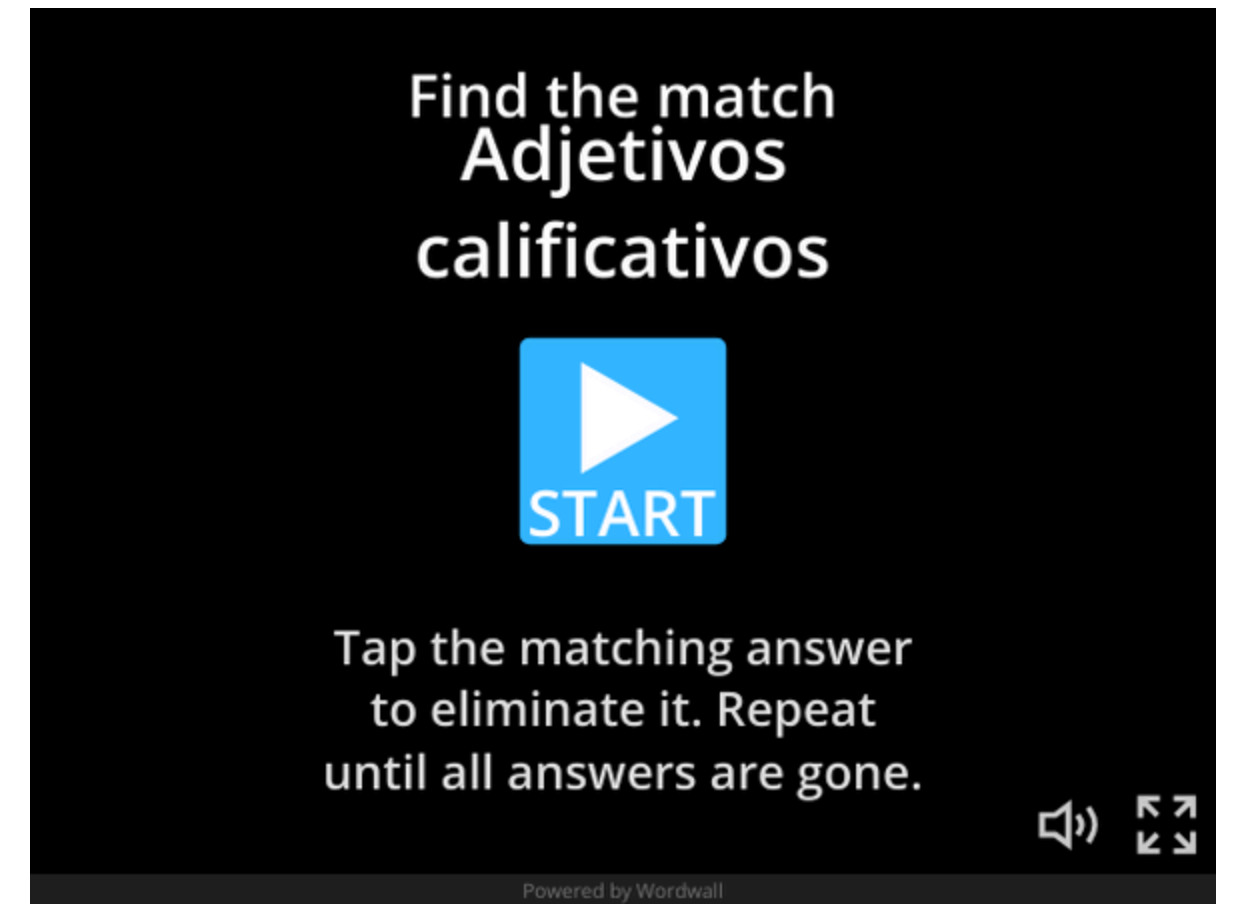 Find the match
Adjetivos
calificativos
START
Tap the matching answer
to eliminate it. Repeat
until all answers are gone.
Powered by Wordwall